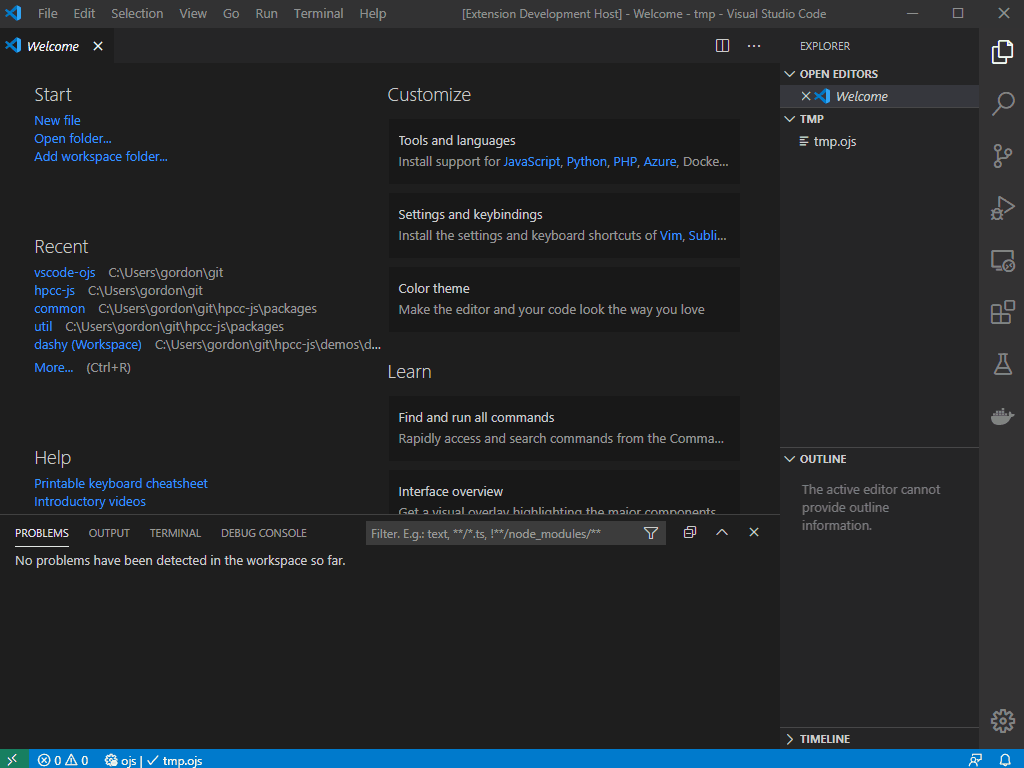 File Edit Selection View Go Run Terminal Help [Extension Development Host] - Welcome - tmp - Visual Studio Code
Welcome
Start
New file
Open folder...
Add workspace folder...
Recent
vscode-ojs C:\Users\gordon\git
hpcc-js C:\Users\gordon\git
common C:\Users\gordon\git\hpcc-js\packages
util C:\Users\gordon\git\hpcc-js\packages
dashy (Workspace) C:\Users\gordon\git\hpcc-js\demos\d...
More... (Ctrl+R)
Help
Printable keyboard cheatsheet
Introductory videos
Customize
Tools and languages
Install support for JavaScript, Python, PHP, Azure, Docke...
Settings and keybindings
Install the settings and keyboard shortcuts of Vim, Subli...
Color theme
Make the editor and your code look the way you love
Learn
Find and run all commands
Rapidly access and search commands from the Comma...
Interface overview
Get a visual overlay highlighting the major components
EXPLORER
OPEN EDITORS
Welcome
TMP
tmp.ojs
OUTLINE
The active editor cannot
provide outline
information.
TIMELINE
PROBLEMS OUTPUT TERMINAL DEBUG CONSOLE Filter. E.g.: text, **/*.ts, !**/node_modules/**
No problems have been detected in the workspace so far.
0 0 ojs | tmp.ojs